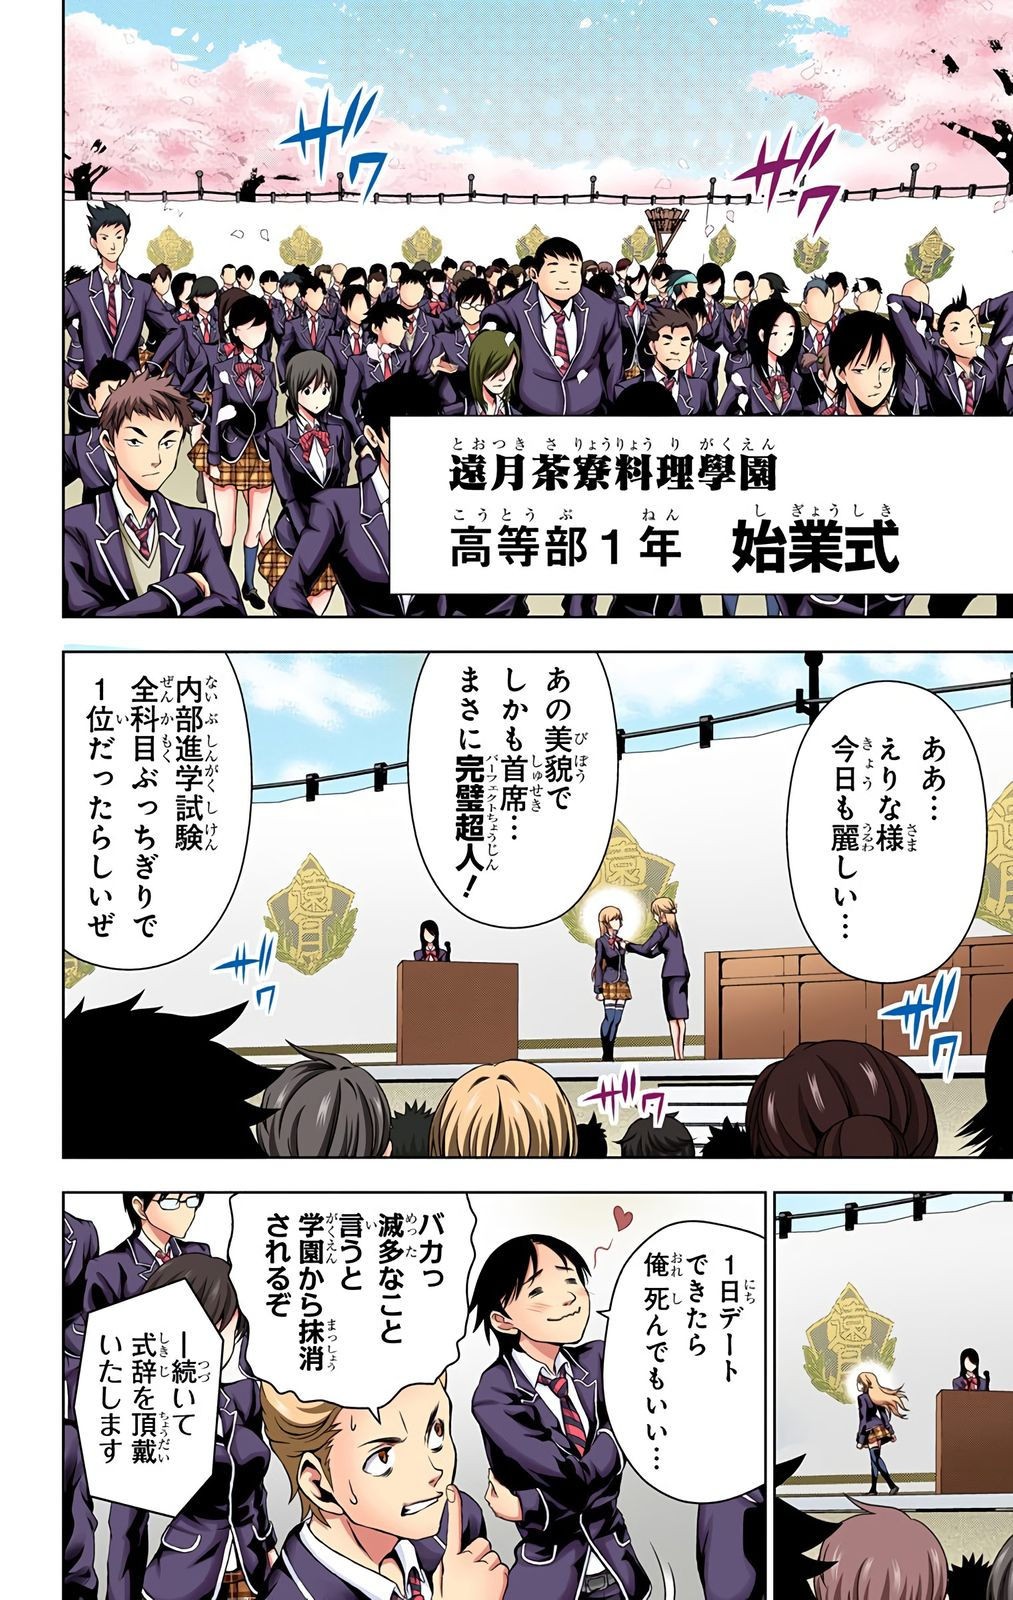 ザワ
ザワ
遠月茶寮料理學園
高等部1年 始業式
ああ…
えりな様
今日も麗しい…
あの美貌で
しかも首席…
まさに完璧超人!
内部進学試験
全科目ぶっちぎりで
1位だったらしいぜ
ザワ
ザワ
ザワ
1日デート
できたら
俺死んでもいい…
バカっ
滅多なこと
言うと
学園から抹消
されるぞ
―続いて
式辞を頂戴
いたします